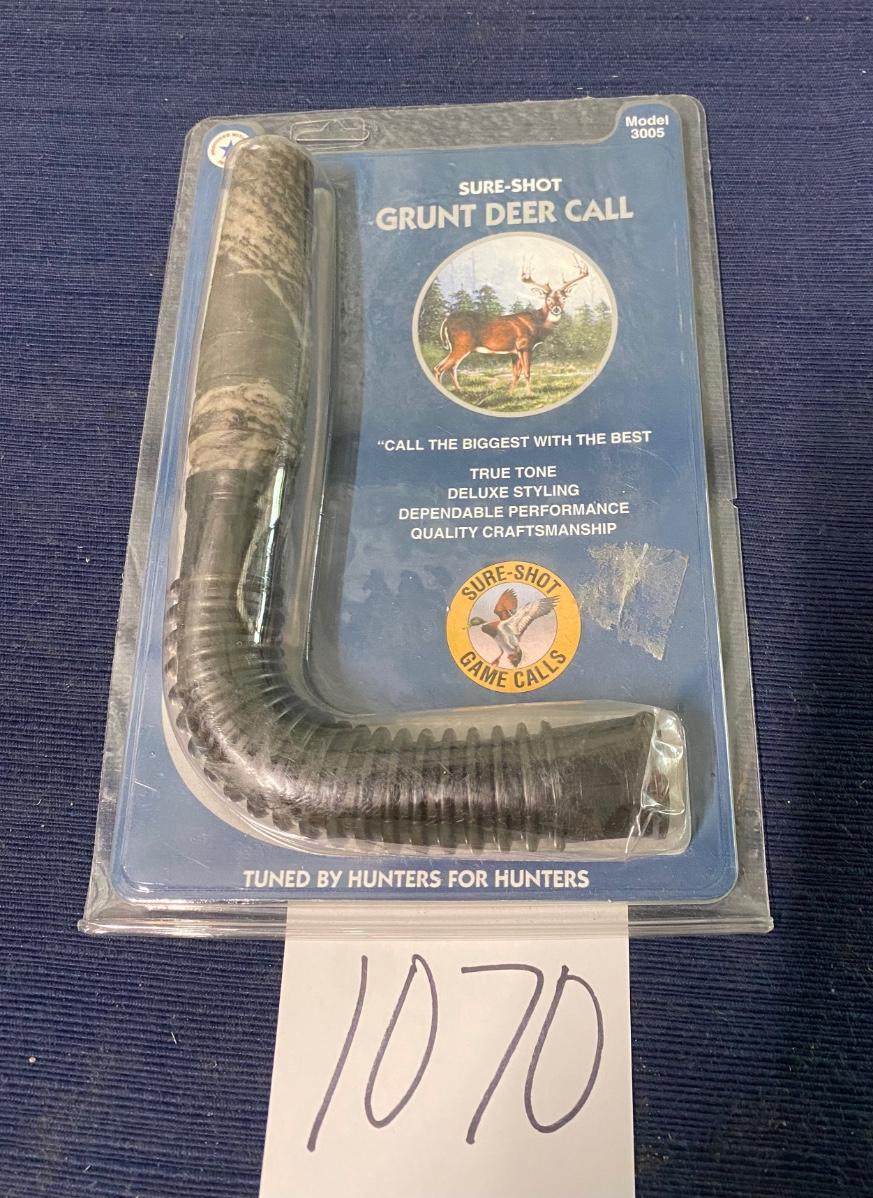 Model
3005
SURE-SHOT
GRUNT DEER CALL
“CALL THE BIGGEST WITH THE BEST
TRUE TONE
DELUXE STYLING
DEPENDABLE PERFORMANCE
QUALITY CRAFTSMANSHIP
SURE-SHOT
GAME CALLS
TUNED BY HUNTERS FOR HUNTERS
1070